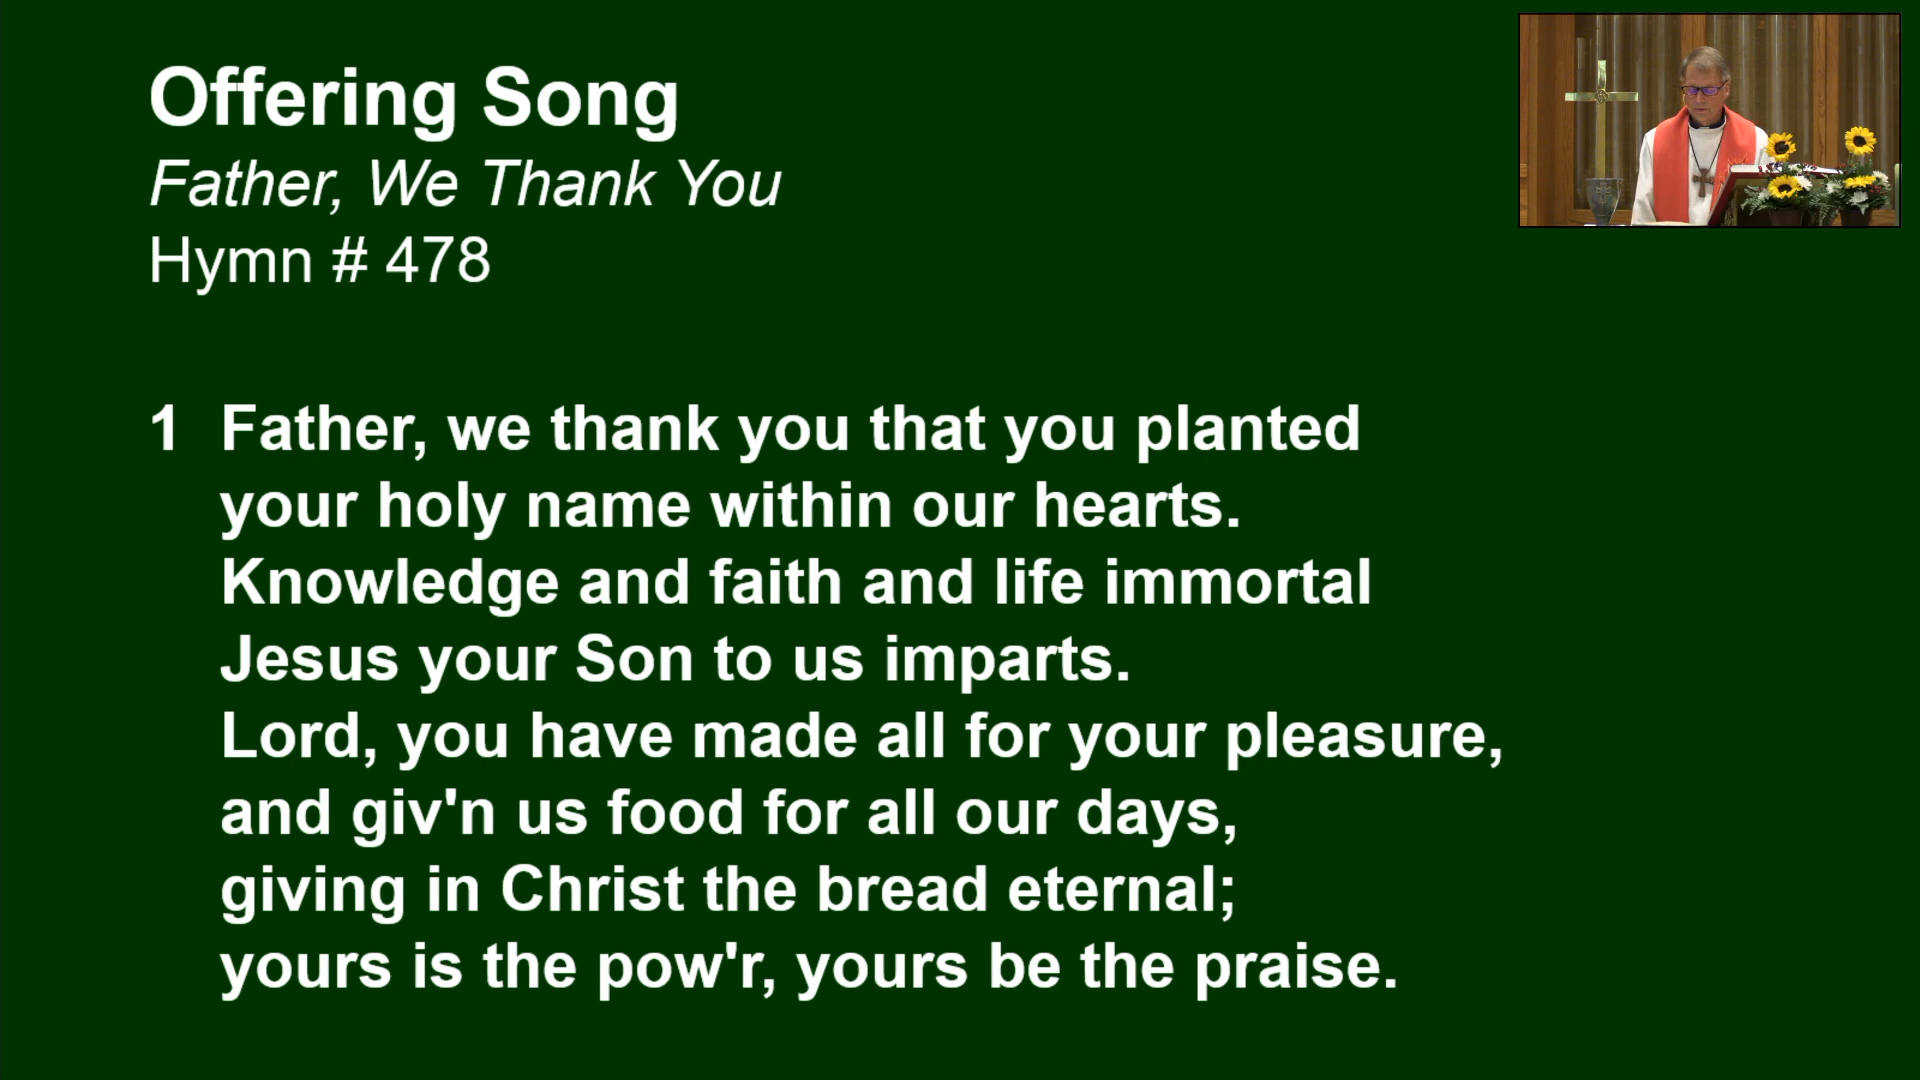 Offering Song
Father, We Thank You
Hymn # 478
1 Father, we thank you that you planted
your holy name within our hearts.
Knowledge and faith and life immortal
Jesus your Son to us imparts.
Lord, you have made all for your pleasure,
and giv'n us food for all our days,
giving in Christ the bread eternal;
yours is the pow'r, yours be the praise.